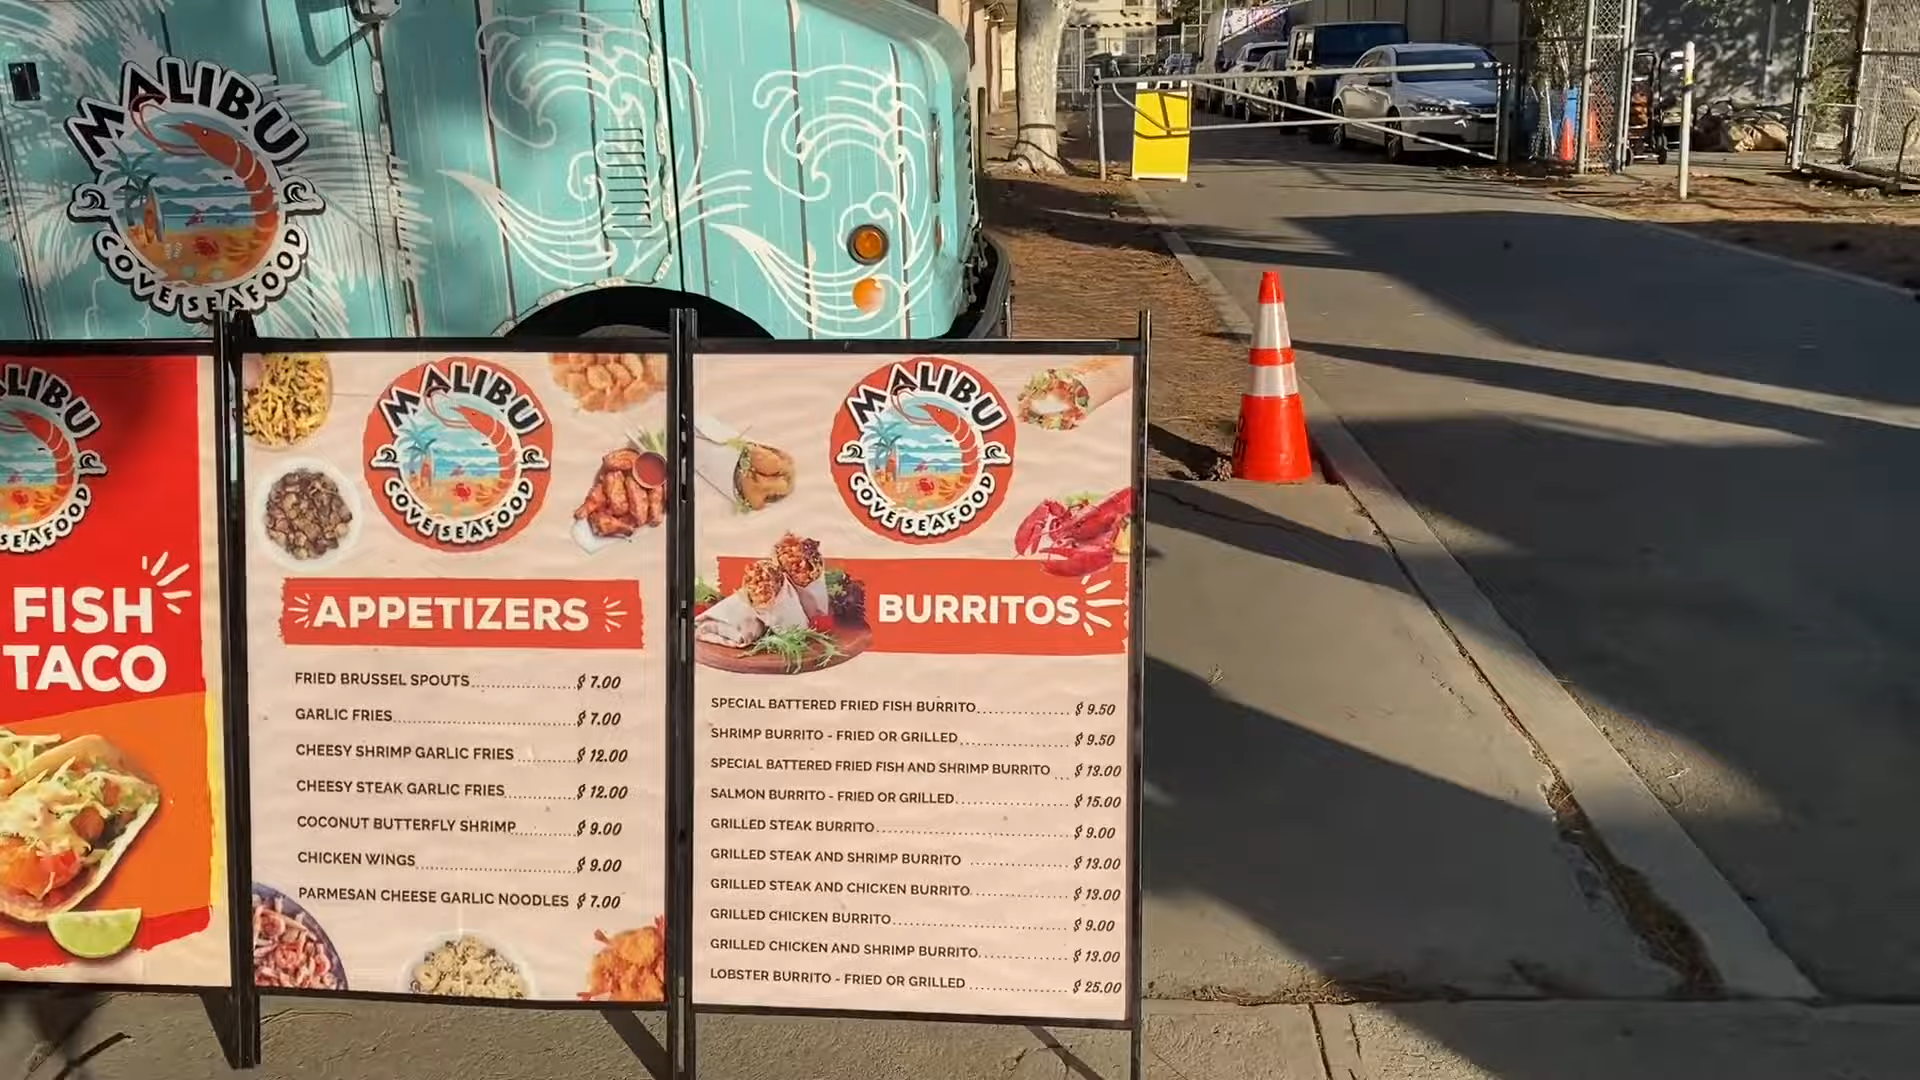 MALIBU
COVE SEAFOOD
MALIBU
SEAFOOD
FISH
TACO
MALIBU
COVE SEAFOOD
APPETIZERS
FRIED BRUSSEL SPOUTS $ 7.00
GARLIC FRIES $ 7.00
CHEESY SHRIMP GARLIC FRIES $ 12.00
CHEESY STEAK GARLIC FRIES $ 12.00
COCONUT BUTTERFLY SHRIMP $ 9.00
CHICKEN WINGS $ 9.00
PARMESAN CHEESE GARLIC NOODLES $ 7.00
MALIBU
COVE SEAFOOD
BURRITOS
SPECIAL BATTERED FRIED FISH BURRITO $ 9.50
SHRIMP BURRITO - FRIED OR GRILLED $ 9.50
SPECIAL BATTERED FRIED FISH AND SHRIMP BURRITO $ 13.00
SALMON BURRITO - FRIED OR GRILLED $ 15.00
GRILLED STEAK BURRITO $ 9.00
GRILLED STEAK AND SHRIMP BURRITO $ 13.00
GRILLED STEAK AND CHICKEN BURRITO $ 13.00
GRILLED CHICKEN BURRITO $ 9.00
GRILLED CHICKEN AND SHRIMP BURRITO $ 13.00
LOBSTER BURRITO - FRIED OR GRILLED $ 25.00